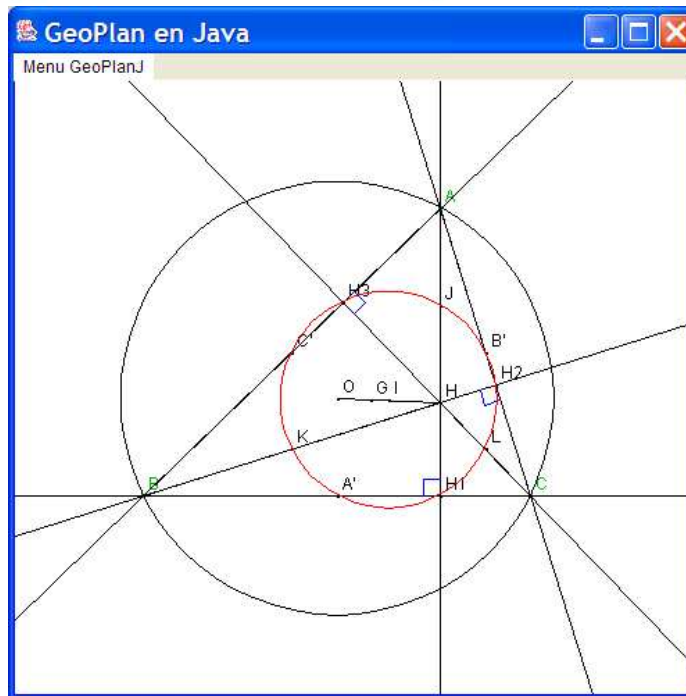 GeoPlan en Java
Menu GeoPlanJ
A
H3
J
C'
B'
H2
O
G I
H
K
L
B
A'
H1
C